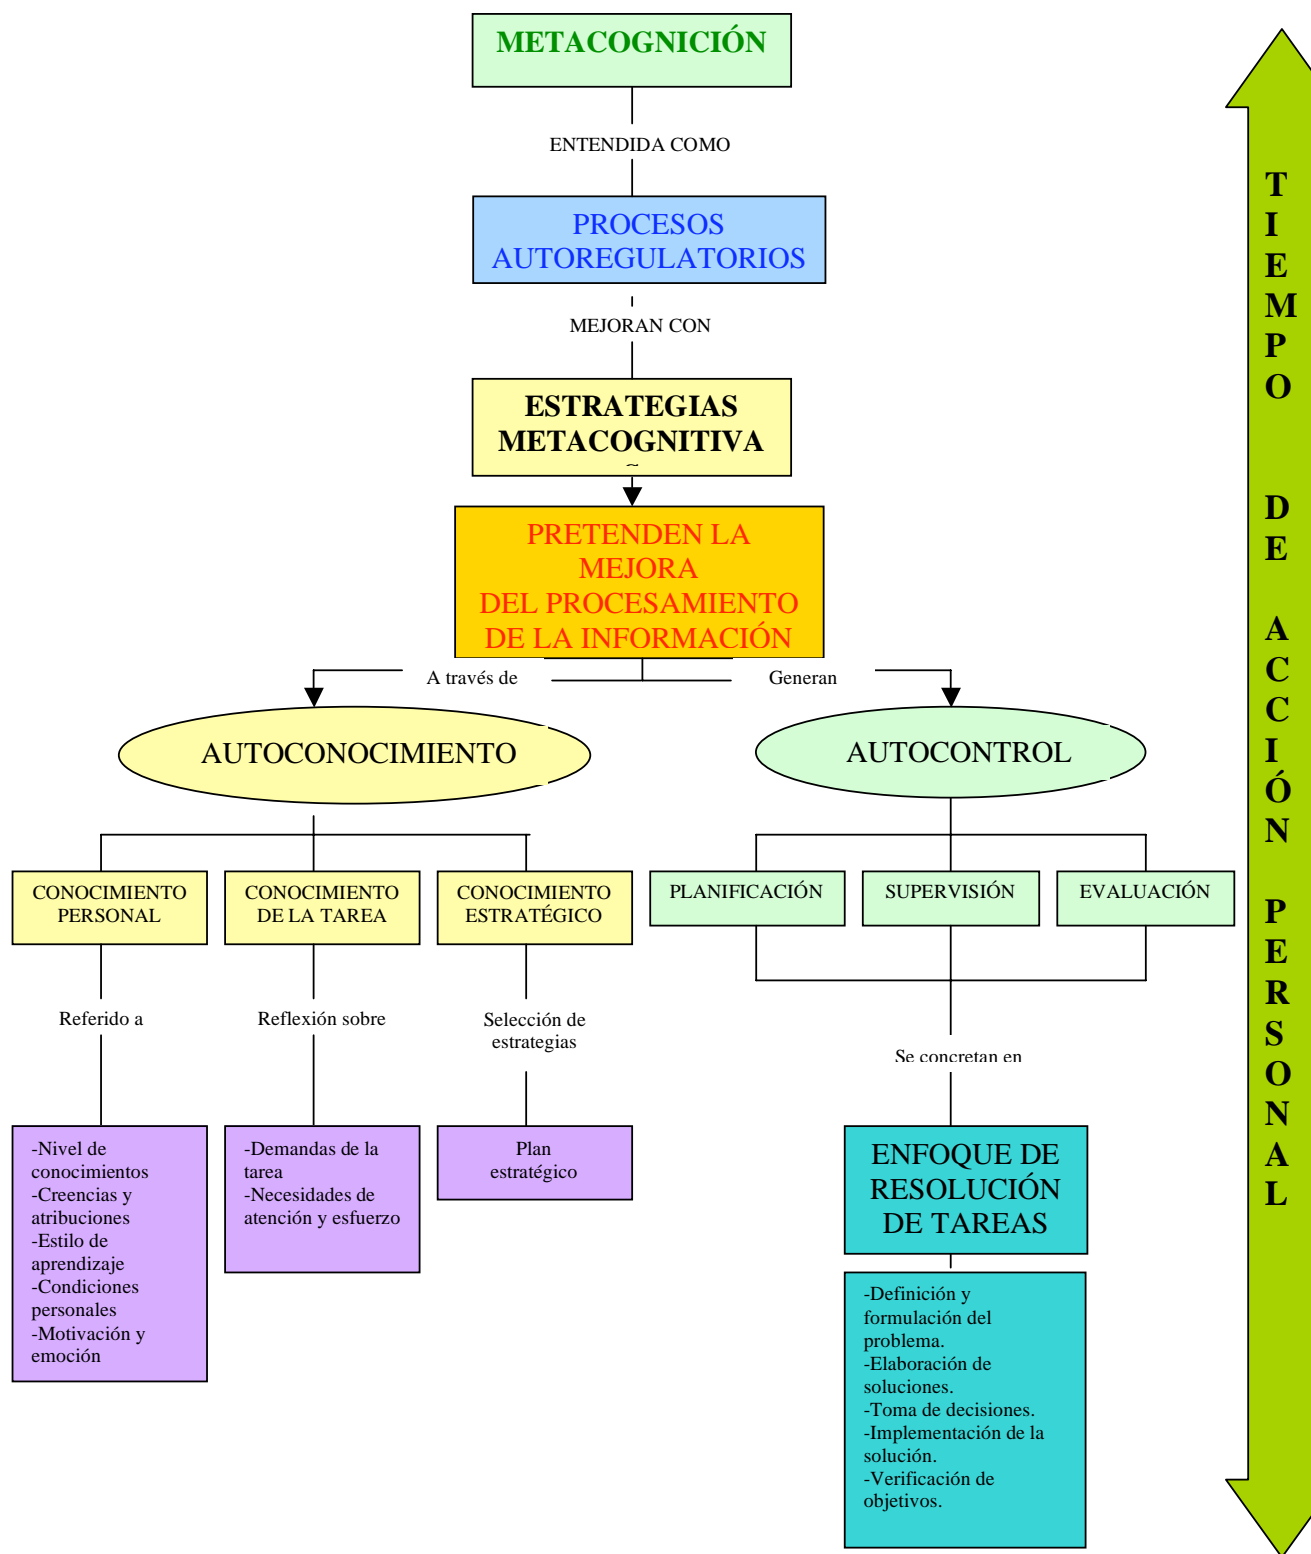 METACOGNICIÓN
ENTENDIDA COMO
PROCESOS
AUTOREGULATORIOS
MEJORAN CON
ESTRATEGIAS
METACOGNITIVA
PRETENDEN LA
MEJORA
DEL PROCESAMIENTO
DE LA INFORMACIÓN
A través de
Generan
AUTOCONOCIMIENTO
AUTOCONTROL
CONOCIMIENTO
PERSONAL
CONOCIMIENTO
DE LA TAREA
CONOCIMIENTO
ESTRATÉGICO
PLANIFICACIÓN
SUPERVISIÓN
EVALUACIÓN
Referido a
Reflexión sobre
Selección de
estrategias
Se concretan en
-Nivel de
conocimientos
-Creencias y
atribuciones
-Estilo de
aprendizaje
-Condiciones
personales
-Motivación y
emoción
-Demandas de la
tarea
-Necesidades de
atención y esfuerzo
Plan
estratégico
ENFOQUE DE
RESOLUCIÓN
DE TAREAS
-Definición y
formulación del
problema.
-Elaboración de
soluciones.
-Toma de decisiones.
-Implementación de la
solución.
-Verificación de
objetivos.
TIEMPO DE ACCIÓN PERSONAL